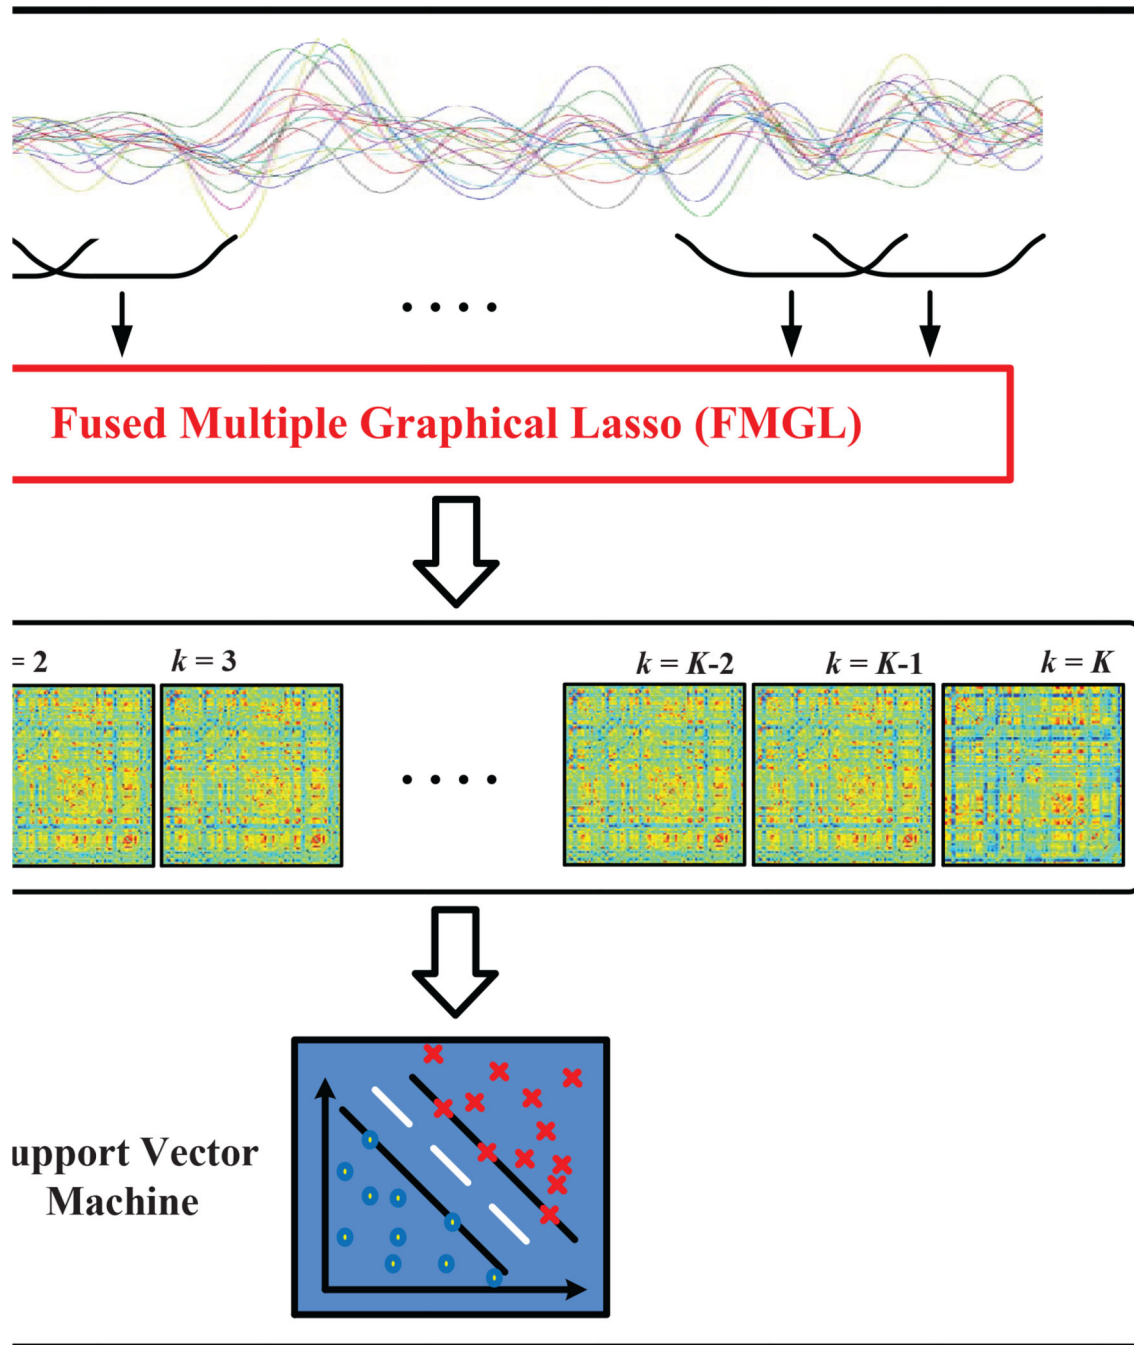 Fused Multiple Graphical Lasso (FMGL)
= 2 k = 3 k = K-2 k = K-1 k = K
upport Vector
Machine